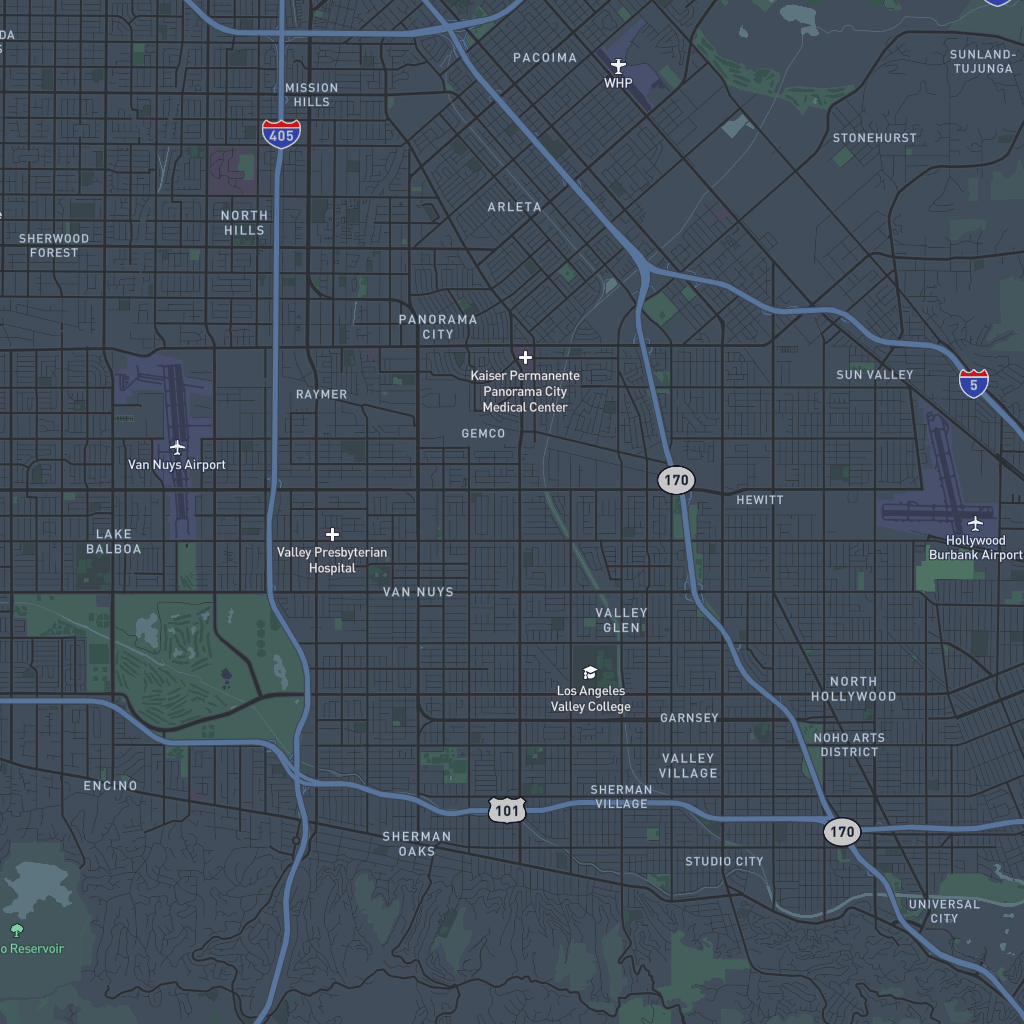 PACOIMA
SUNLAND-
TUJUNGA
WHP
MISSION
HILLS
405
STONEHURST
ARLETA
NORTH
HILLS
SHERWOOD
FOREST
PANORAMA
CITY
Kaiser Permanente
Panorama City
Medical Center
SUN VALLEY
5
RAYMER
GEMCO
Van Nuys Airport
170
HEWITT
LAKE
BALBOA
Valley Presbyterian
Hospital
Hollywood
Burbank Airport
VAN NUYS
VALLEY
GLEN
Los Angeles
Valley College
NORTH
HOLLYWOOD
GARNSEY
NOHO ARTS
DISTRICT
VALLEY
VILLAGE
ENCINO
SHERMAN
VILLAGE
101
170
SHERMAN
OAKS
STUDIO CITY
UNIVERSAL
CITY
o Reservoir